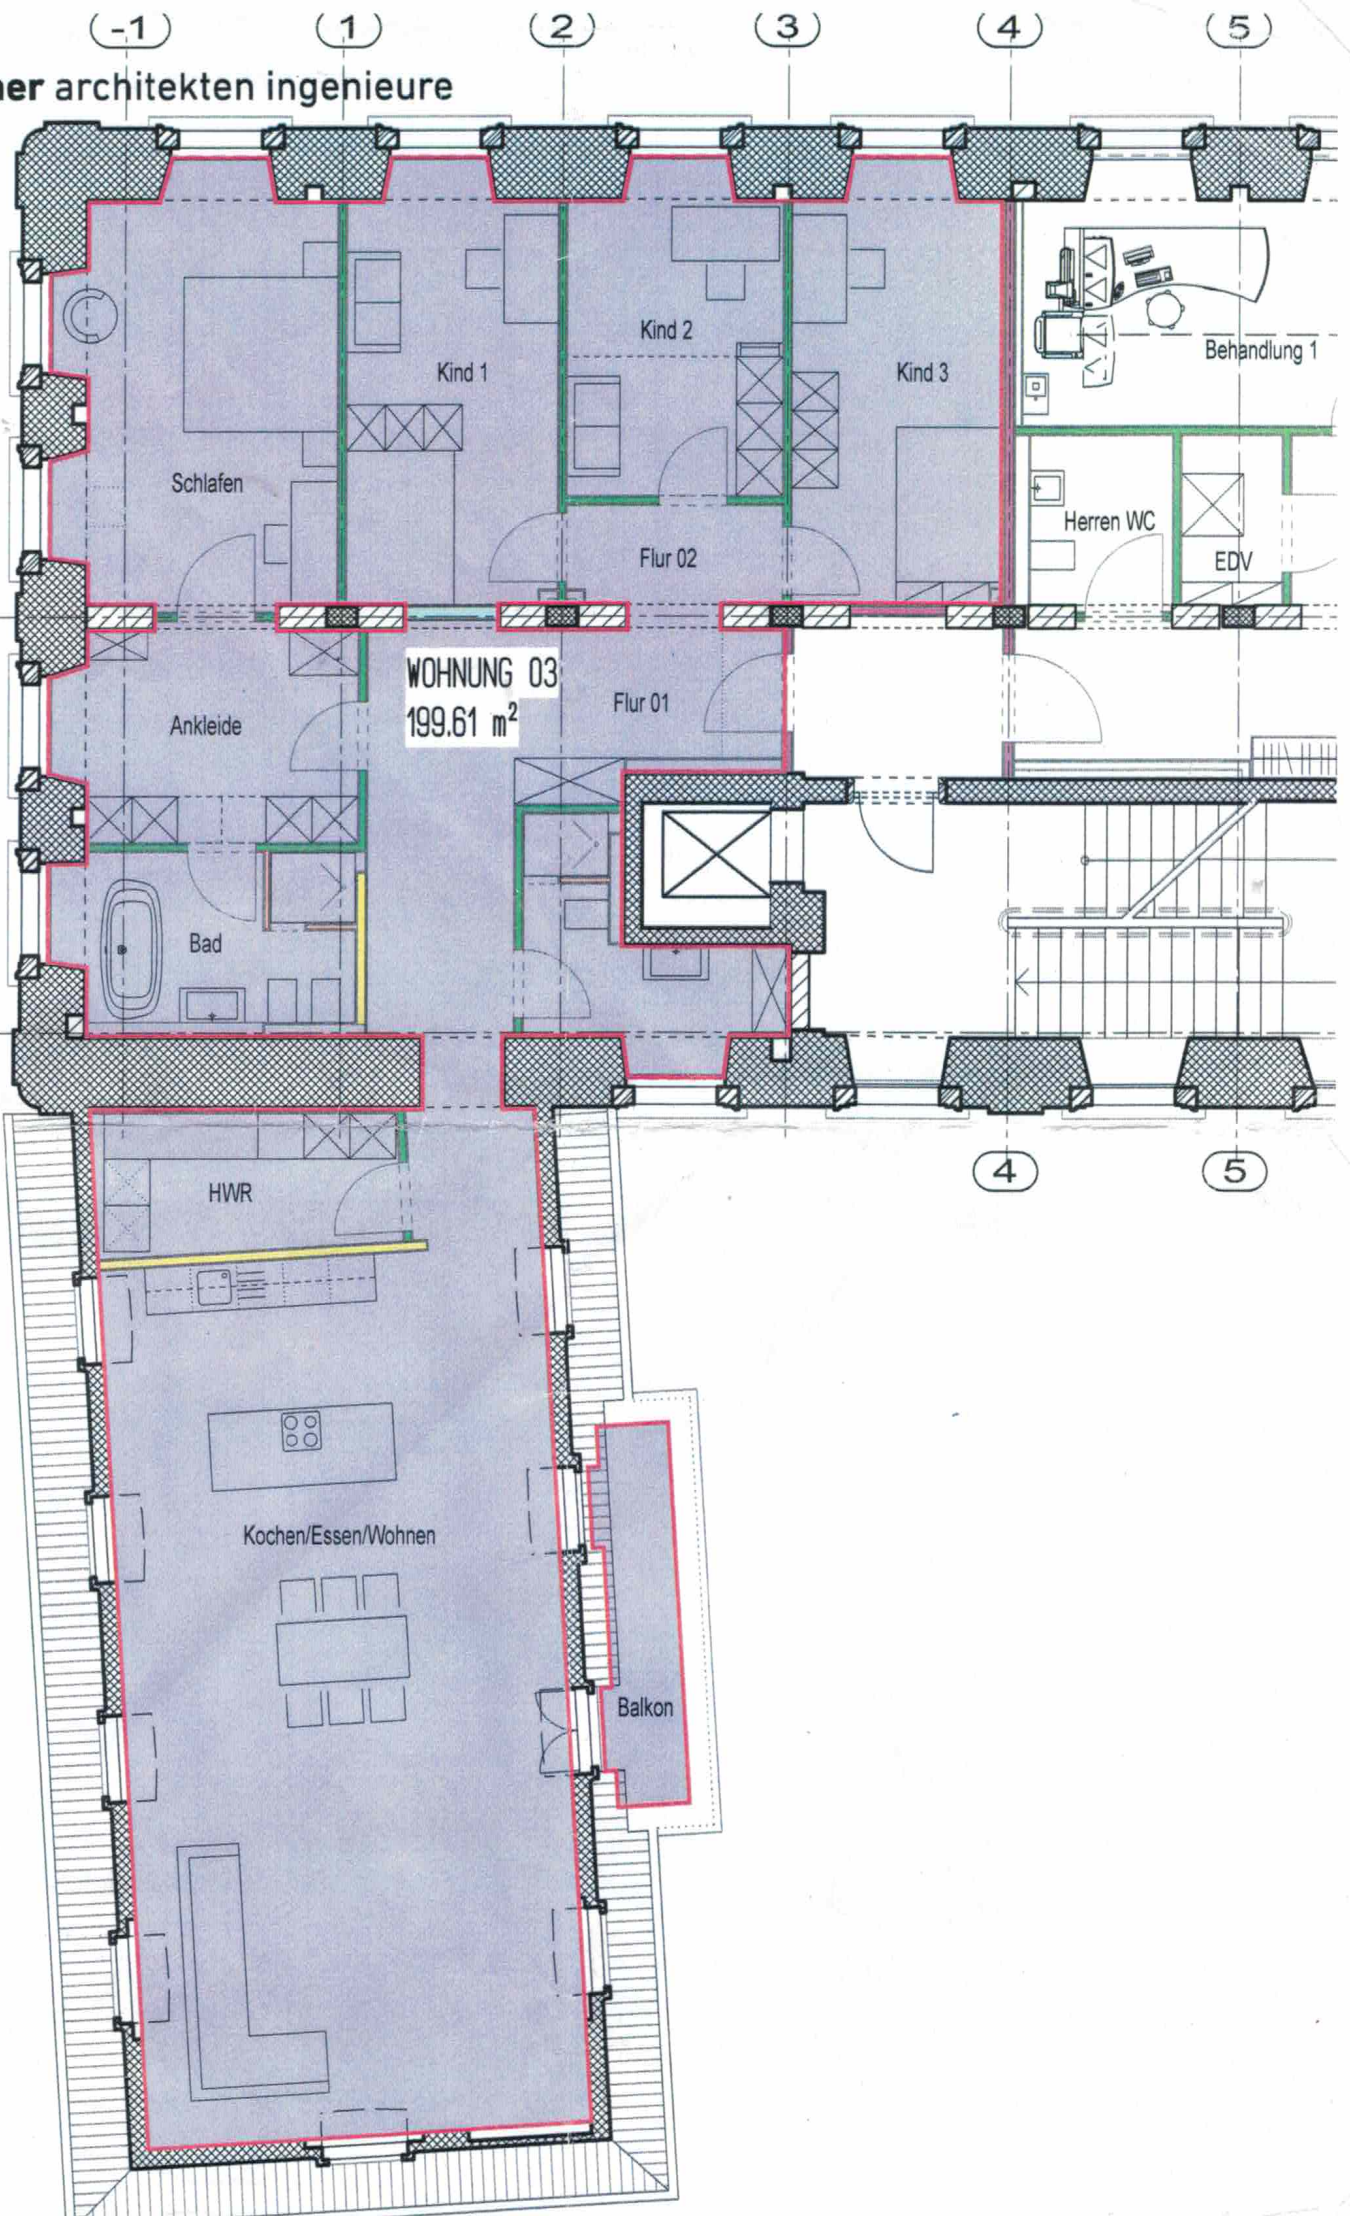 -1 1 2 3 4 5
architekten ingenieure
Behandlung 1
Kind 2
Kind 1
Kind 3
Schlafen
Herren WC
Flur 02
EDV
WOHNUNG 03
199.61 m²
Flur 01
Ankleide
Bad
4 5
HWR
Kochen/Essen/Wohnen
Balkon